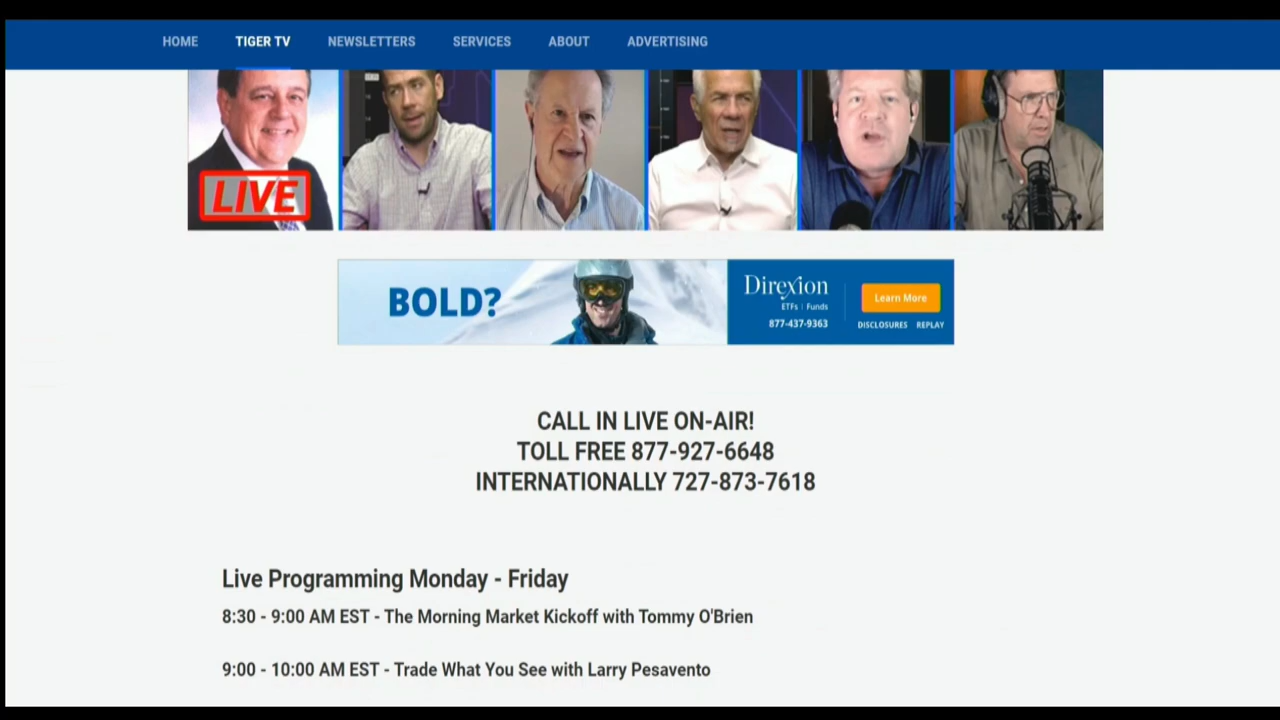 HOME TIGER TV NEWSLETTERS SERVICES ABOUT ADVERTISING
LIVE
BOLD?
Direxion
ETFs | Funds
877-437-9363
Learn More
DISCLOSURES REPLAY
CALL IN LIVE ON-AIR!
TOLL FREE 877-927-6648
INTERNATIONALLY 727-873-7618
Live Programming Monday - Friday
8:30 - 9:00 AM EST - The Morning Market Kickoff with Tommy O'Brien
9:00 - 10:00 AM EST - Trade What You See with Larry Pesavento